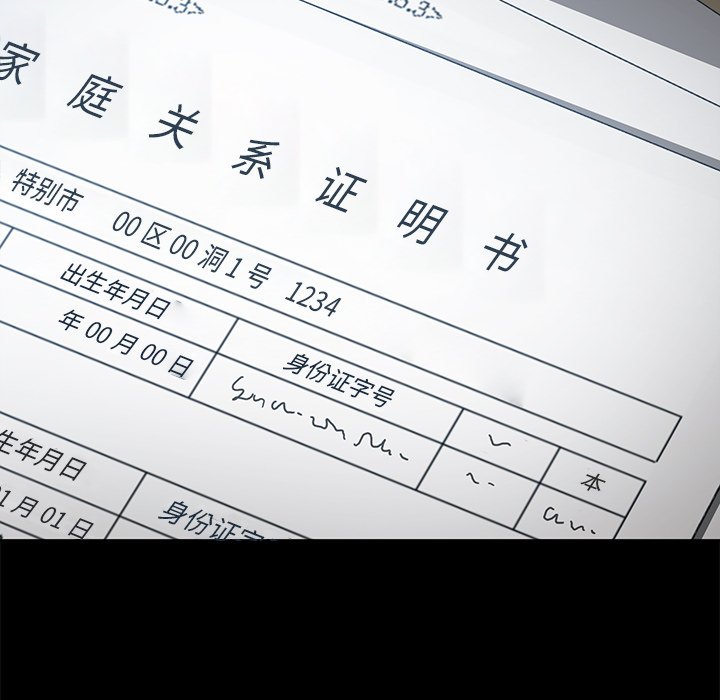 家庭关系证明书
特别市 00区00洞1号 1234
出生年月日
身份证字号
本
年00月00日
生年月日
身份证字
01月01日